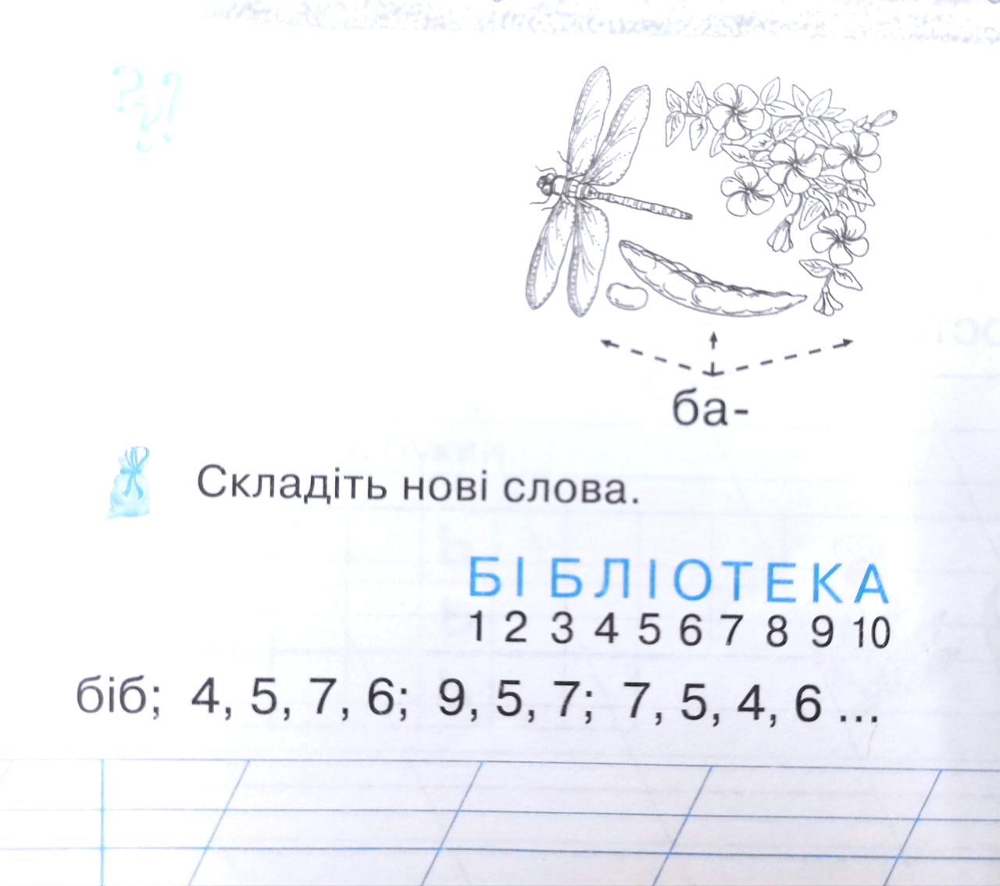 ба-
Складіть нові слова.
БІБЛІОТЕКА
1 2 3 4 5 6 7 8 9 10
біб; 4, 5, 7, 6; 9, 5, 7; 7, 5, 4, 6 ...